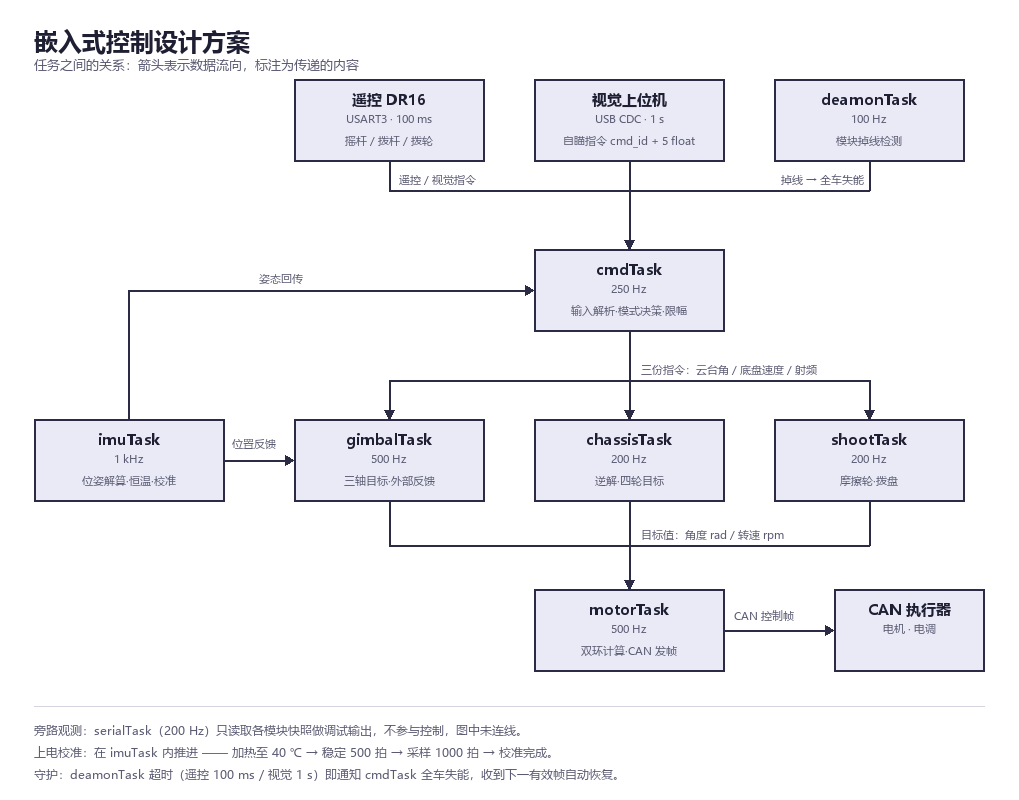 嵌入式控制设计方案
任务之间的关系：箭头表示数据流向，标注为传递的内容
遥控 DR16
USART3 · 100 ms
摇杆 / 拨杆 / 拨轮
视觉上位机
USB CDC · 1 s
自瞄指令 cmd_id + 5 float
deamonTask
100 Hz
模块掉线检测
遥控 / 视觉指令
掉线 → 全车失能
cmdTask
250 Hz
输入解析·模式决策·限幅
姿态回传
三份指令：云台角 / 底盘速度 / 射频
imuTask
1 kHz
位姿解算·恒温·校准
位置反馈
gimbalTask
500 Hz
三轴目标·外部反馈
chassisTask
200 Hz
逆解·四轮目标
shootTask
200 Hz
摩擦轮·拨盘
目标值：角度 rad / 转速 rpm
motorTask
500 Hz
双环计算·CAN 发帧
CAN 控制帧
CAN 执行器
电机 · 电调
旁路观测：serialTask（200 Hz）只读取各模块快照做调试输出，不参与控制，图中未连线。
上电校准：在 imuTask 内推进 —— 加热至 40 ℃ → 稳定 500 拍 → 采样 1000 拍 → 校准完成。
守护：deamonTask 超时（遥控 100 ms / 视觉 1 s）即通知 cmdTask 全车失能，收到下一有效帧自动恢复。